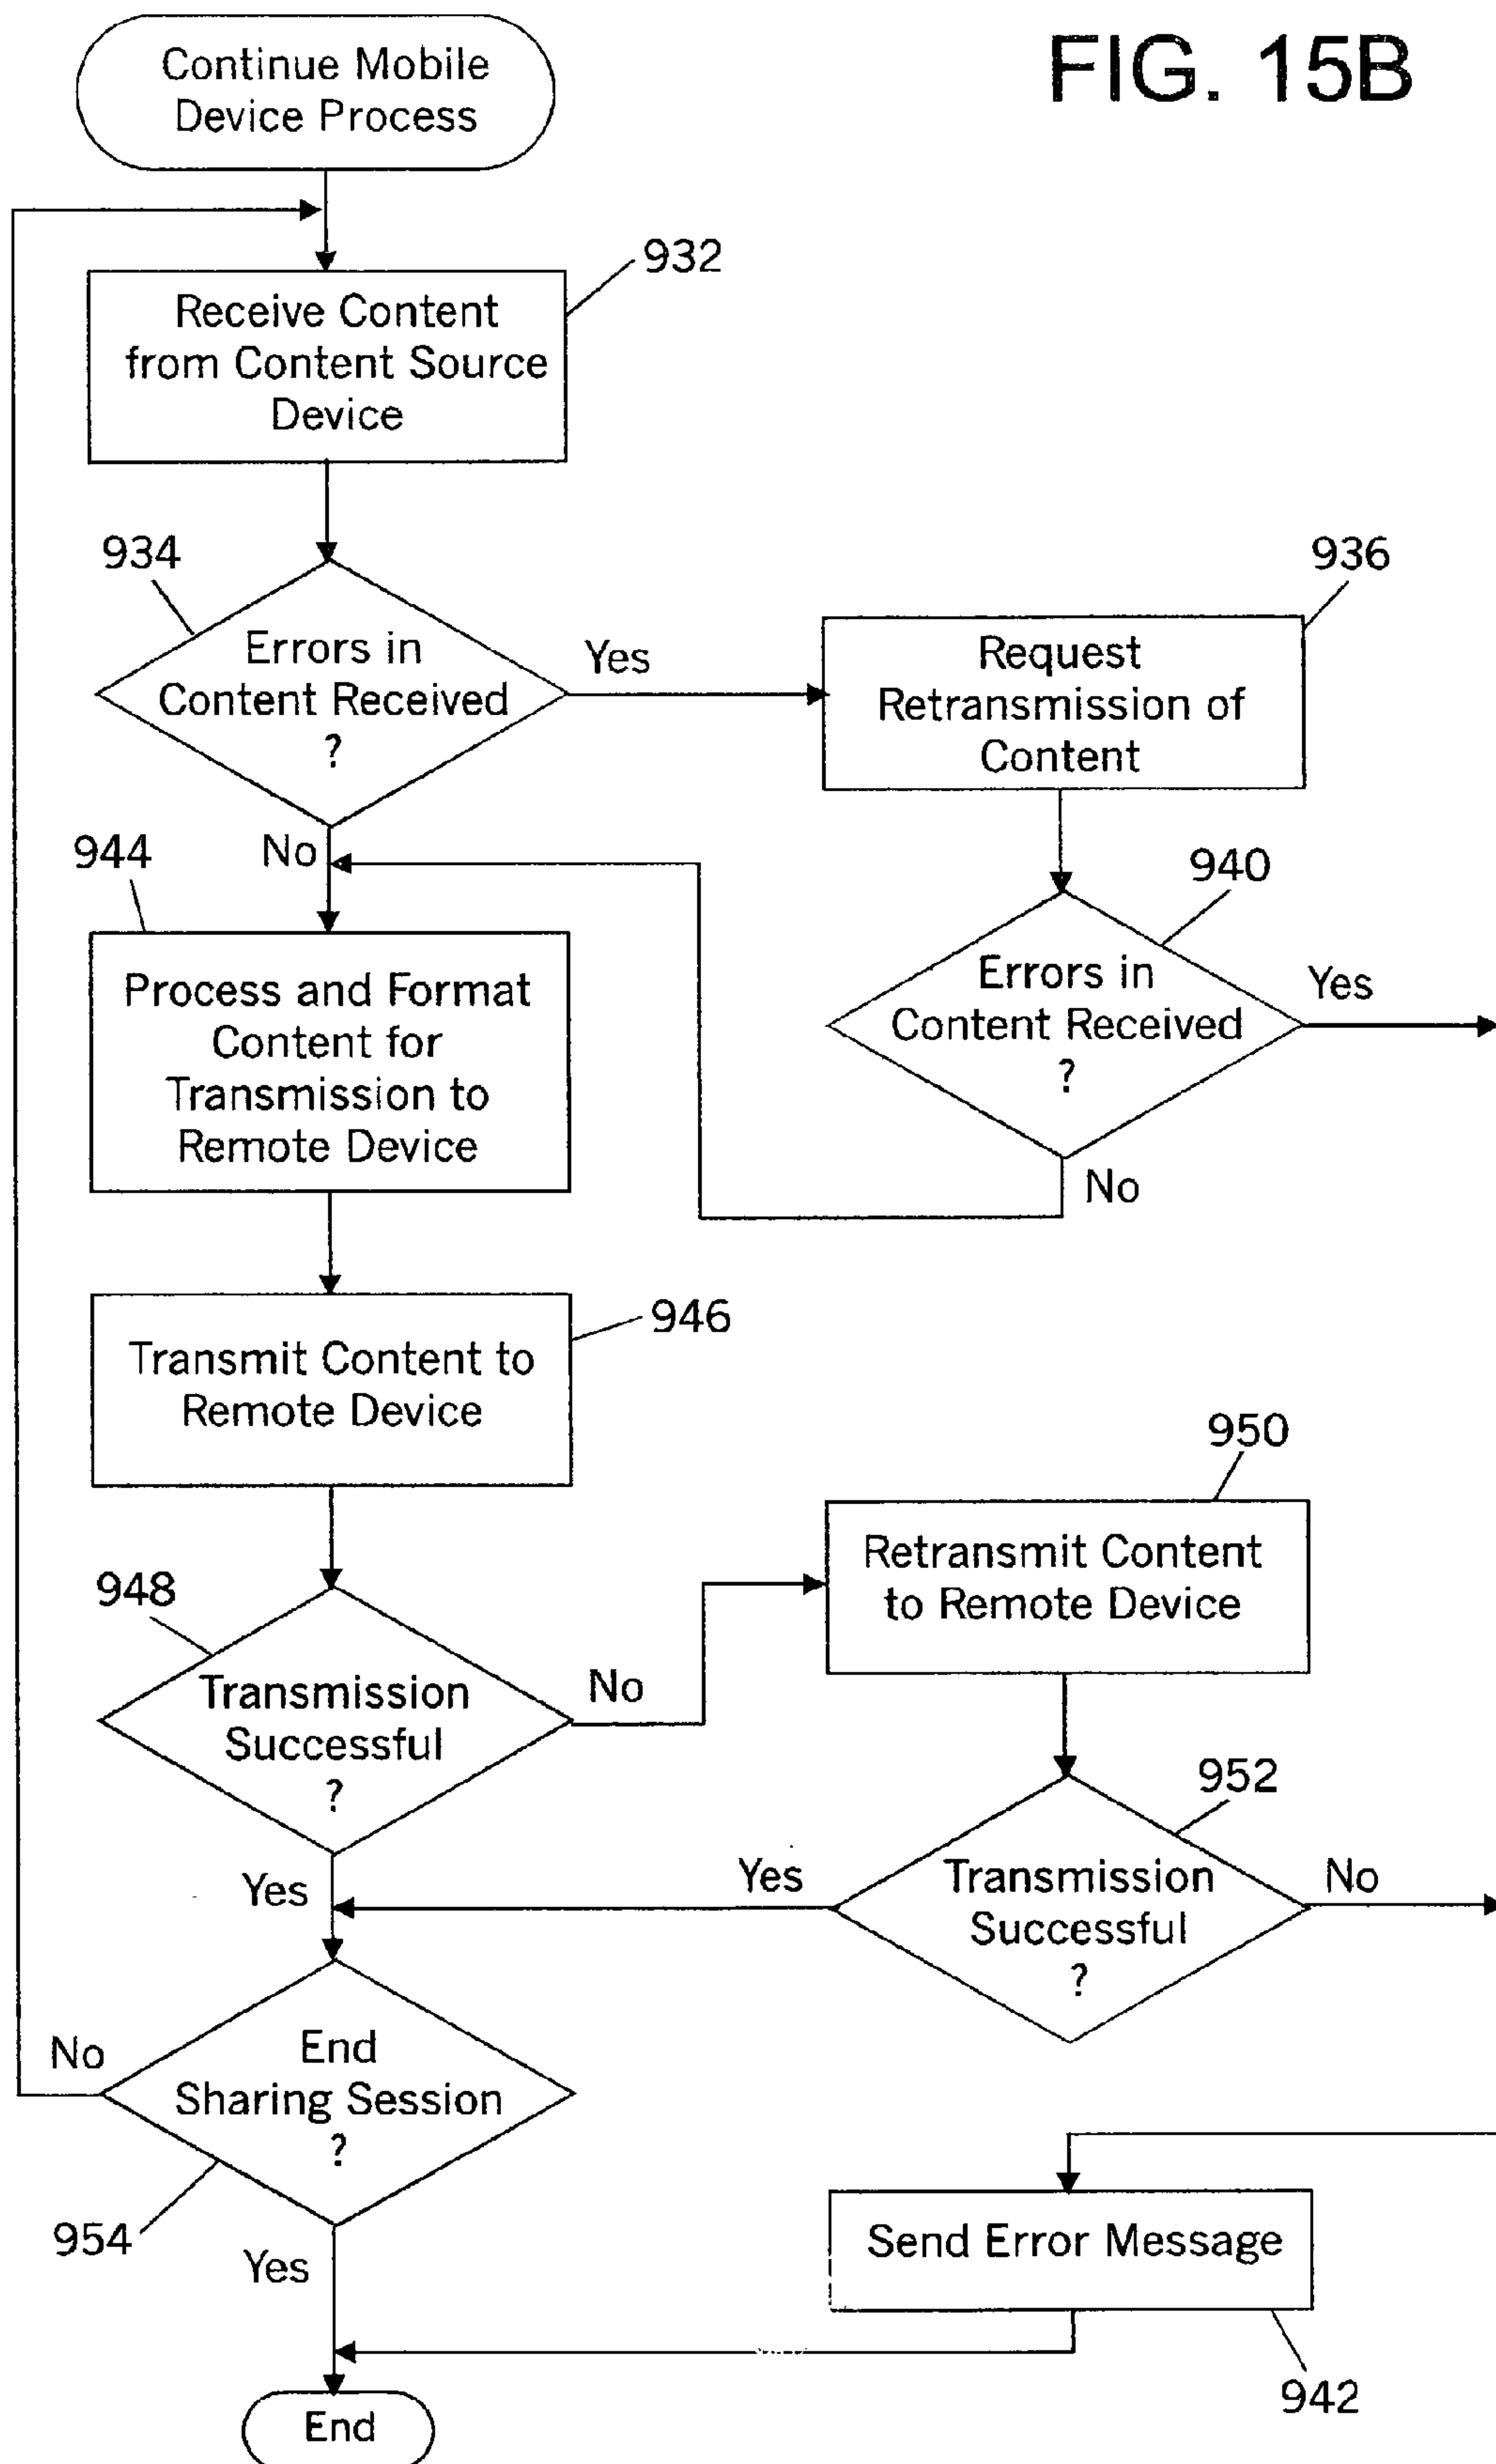 FIG. 15B
Continue Mobile
Device Process
932
Receive Content
from Content Source
Device
934
Errors in
Content Received
?
Yes
936
Request
Retransmission of
Content
No
940
Errors in
Content Received
?
Yes
No
944
Process and Format
Content for
Transmission to
Remote Device
946
Transmit Content to
Remote Device
948
Transmission
Successful
?
No
950
Retransmit Content
to Remote Device
Yes
952
Transmission
Successful
?
Yes
No
954
End
Sharing Session
?
No
Yes
Send Error Message
942
End